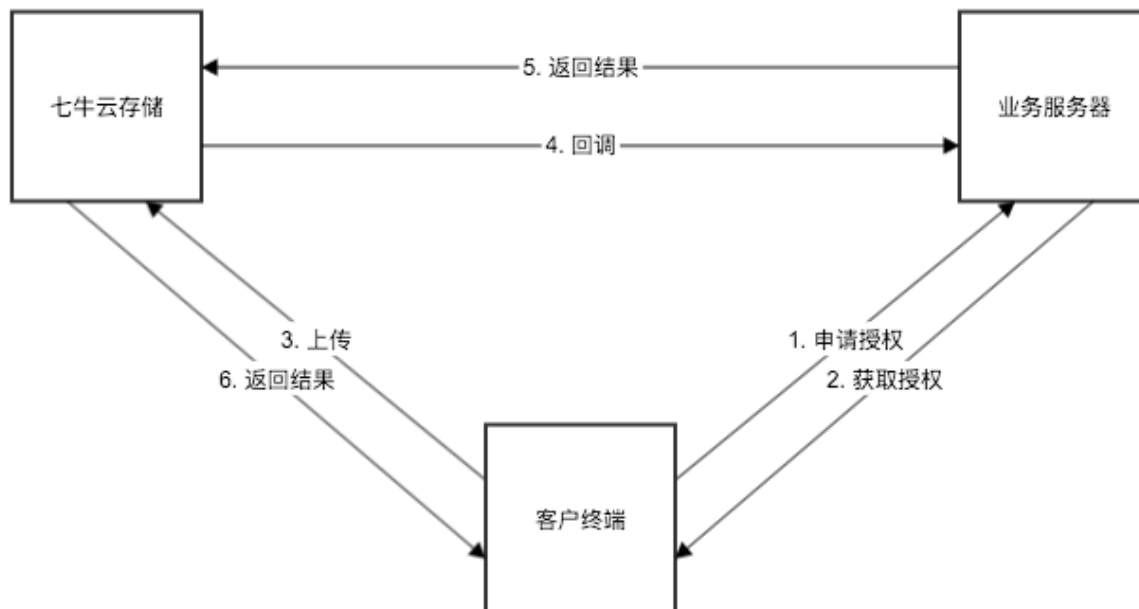 5. 返回结果
七牛云存储
业务服务器
4. 回调
3. 上传
1. 申请授权
6. 返回结果
2. 获取授权
客户终端